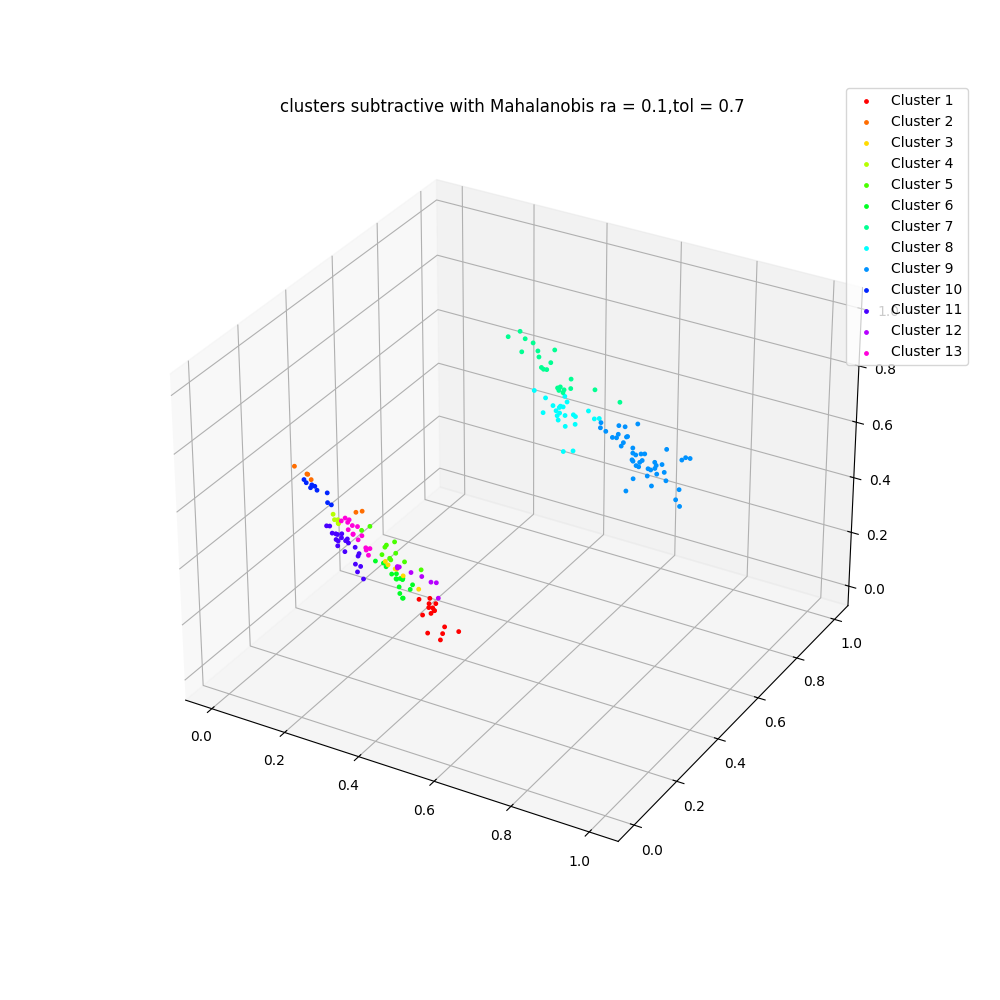 clusters subtractive with Mahalanobis ra = 0.1,tol = 0.7
Cluster 1
Cluster 2
Cluster 3
Cluster 4
Cluster 5
Cluster 6
Cluster 7
Cluster 8
Cluster 9
Cluster 10
Cluster 11
Cluster 12
Cluster 13
1.0
0.8
0.6
0.4
0.2
0.0
1.0
0.8
0.6
0.4
0.2
0.0
0.0
0.2
0.4
0.6
0.8
1.0